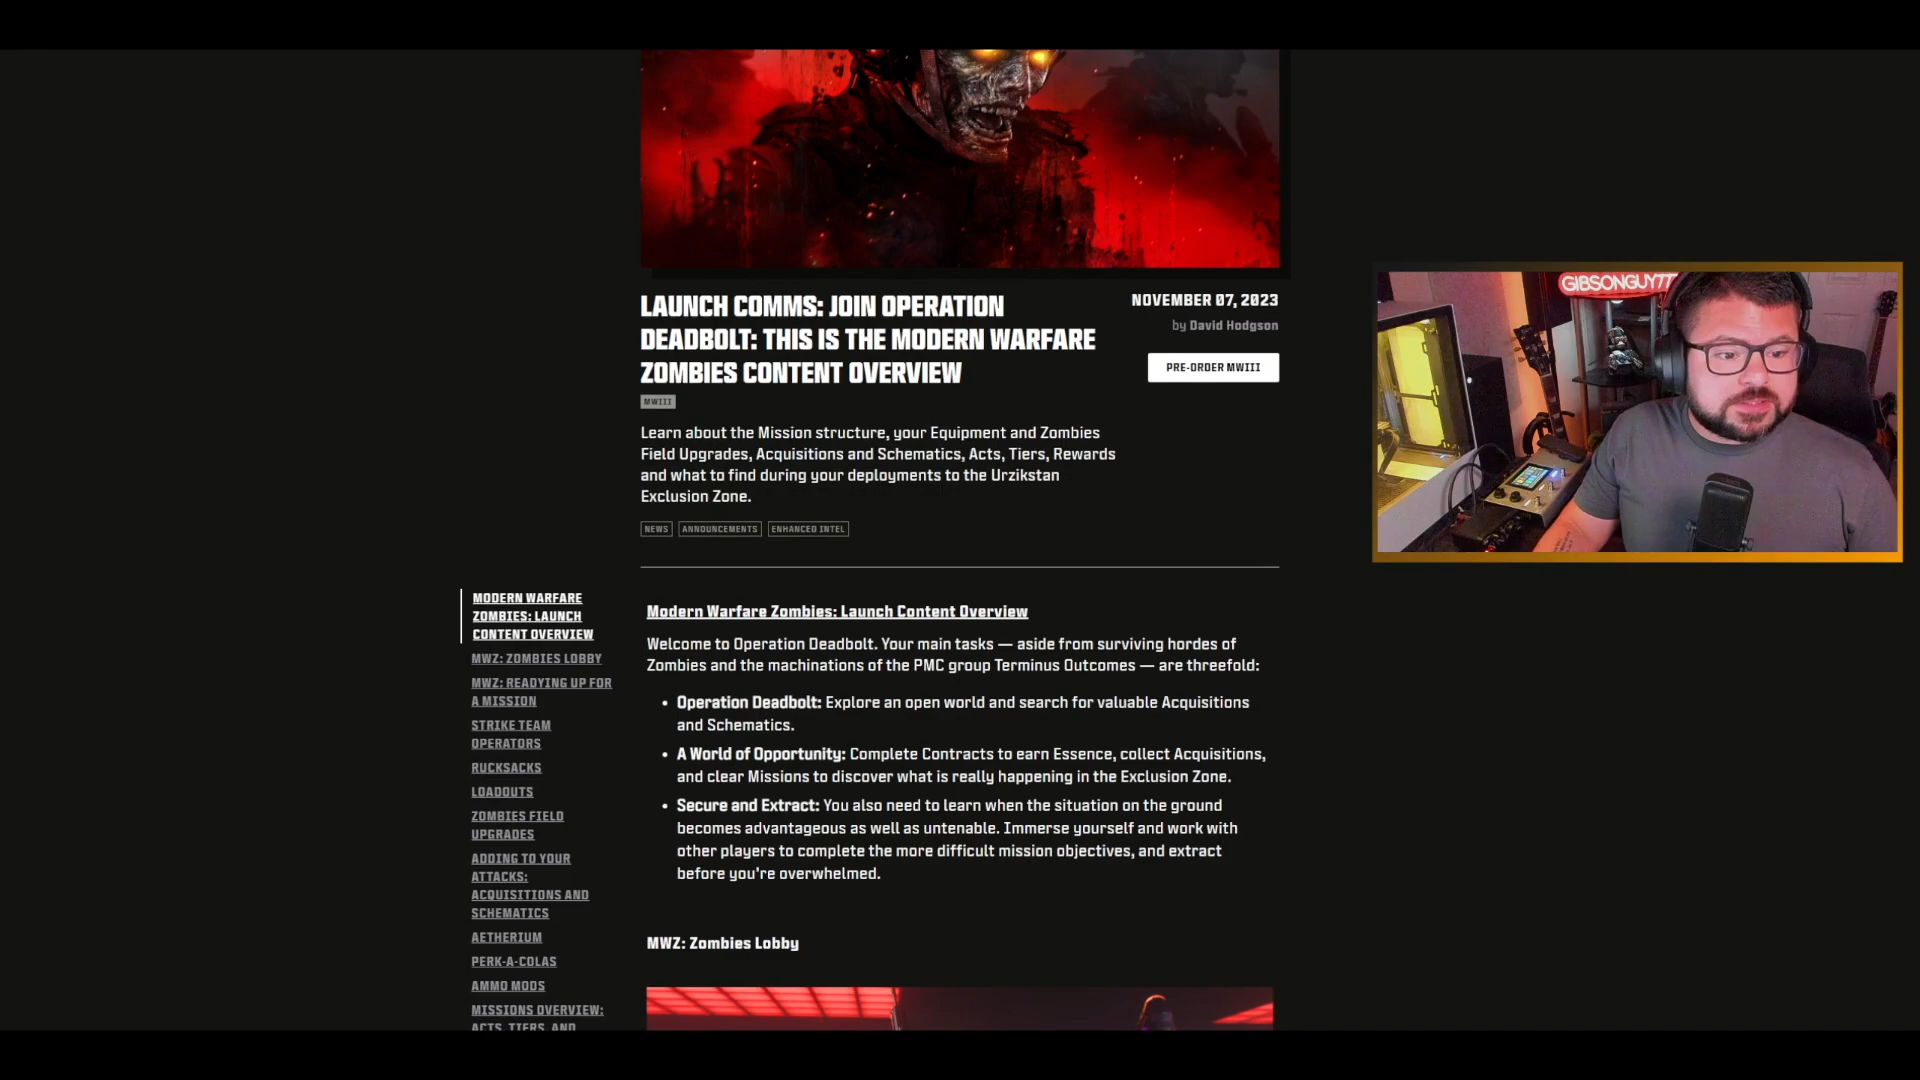 LAUNCH COMMS: JOIN OPERATION
DEADBOLT: THIS IS THE MODERN WARFARE
ZOMBIES CONTENT OVERVIEW
NOVEMBER 07, 2023
by David Hodgson
PRE-ORDER MWIII
MWIII
Learn about the Mission structure, your Equipment and Zombies
Field Upgrades, Acquisitions and Schematics, Acts, Tiers, Rewards
and what to find during your deployments to the Urzikstan
Exclusion Zone.
NEWS
ANNOUNCEMENTS
ENHANCED INTEL
MODERN WARFARE
ZOMBIES: LAUNCH
CONTENT OVERVIEW
MWZ: ZOMBIES LOBBY
MWZ: READYING UP FOR
A MISSION
STRIKE TEAM
OPERATORS
RUCKSACKS
LOADOUTS
ZOMBIES FIELD
UPGRADES
ADDING TO YOUR
ATTACKS:
ACQUISITIONS AND
SCHEMATICS
AETHERIUM
PERK-A-COLAS
AMMO MODS
MISSIONS OVERVIEW:
ACTS, TIERS, AND
Modern Warfare Zombies: Launch Content Overview
Welcome to Operation Deadbolt. Your main tasks — aside from surviving hordes of
Zombies and the machinations of the PMC group Terminus Outcomes — are threefold:
• Operation Deadbolt: Explore an open world and search for valuable Acquisitions
and Schematics.
• A World of Opportunity: Complete Contracts to earn Essence, collect Acquisitions,
and clear Missions to discover what is really happening in the Exclusion Zone.
• Secure and Extract: You also need to learn when the situation on the ground
becomes advantageous as well as untenable. Immerse yourself and work with
other players to complete the more difficult mission objectives, and extract
before you're overwhelmed.
MWZ: Zombies Lobby
GIBSONGUY777